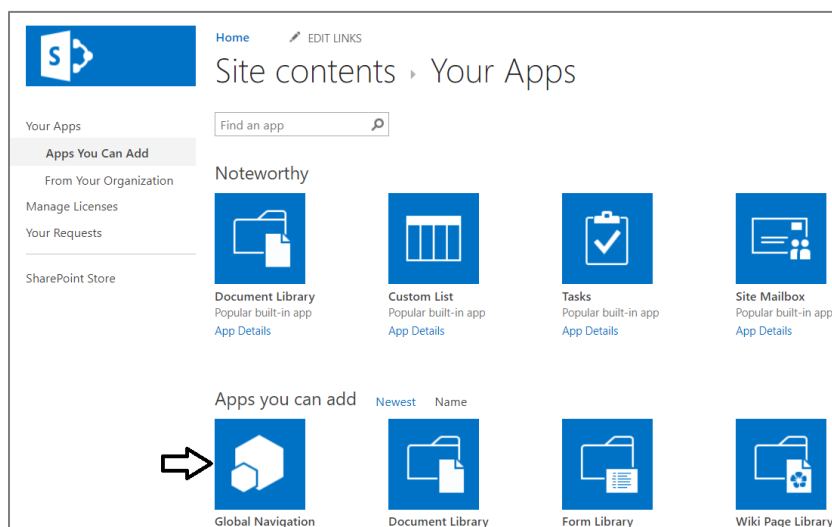 S
Home EDIT LINKS
Site contents ▸ Your Apps
Find an app
Your Apps
Apps You Can Add
From Your Organization
Manage Licenses
Your Requests
SharePoint Store
Noteworthy
Document Library Custom List Tasks Site Mailbox
Popular built-in app Popular built-in app Popular built-in app Popular built-in app
App Details App Details App Details App Details
Apps you can add Newest Name
Global Navigation Document Library Form Library Wiki Page Library